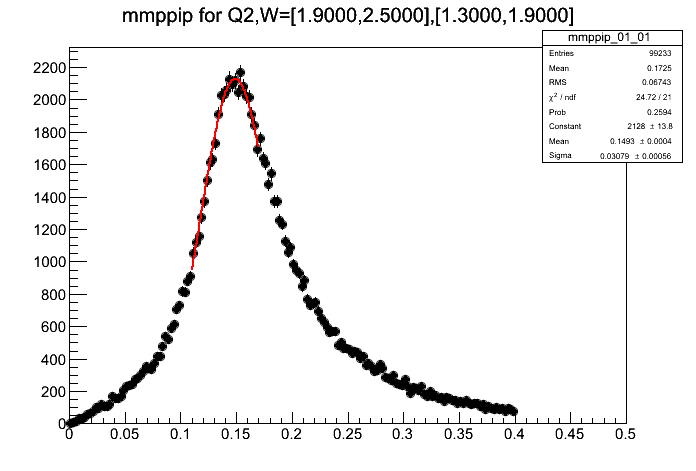 mmppip for Q2,W=[1.9000,2.5000],[1.3000,1.9000]
mmppip_01_01
Entries 99233
Mean 0.1725
RMS 0.06743
χ² / ndf 24.72 / 21
Prob 0.2594
Constant 2128 ± 13.8
Mean 0.1493 ± 0.0004
Sigma 0.03079 ± 0.00056
2200
2000
1800
1600
1400
1200
1000
800
600
400
200
0
0 0.05 0.1 0.15 0.2 0.25 0.3 0.35 0.4 0.45 0.5